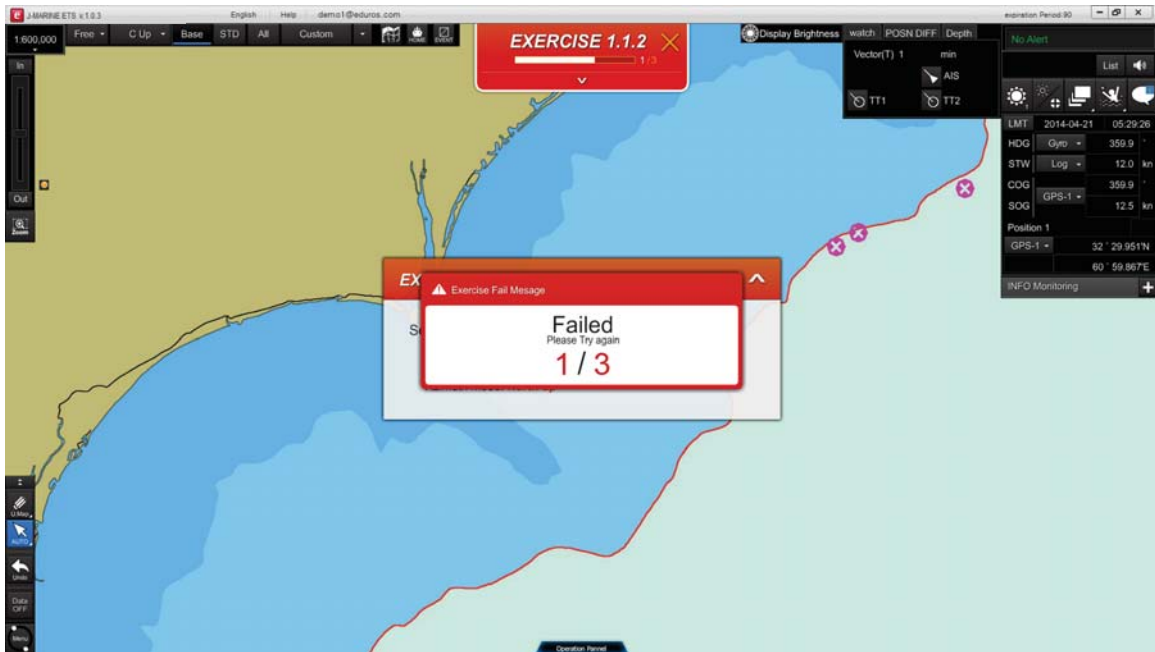 J-MARINE ETS v.1.0.3 English Help demo1@eduros.com expiration Period:90
1:600,000 Free C Up Base STD All Custom HOME EVENT
EXERCISE 1.1.2
1/3
Display Brightness watch POSN DIFF Depth
Vector(T) 1 min
AIS
TT1 TT2
No Alert
List
LMT 2014-04-21 05:29:26
HDG Gyro 359.9 °
STW Log 12.0 kn
COG GPS-1 359.9 °
SOG 12.5 kn
Position 1
GPS-1 32 ° 29.951'N
60 ° 59.867'E
INFO Monitoring
In
Out
Zoom
EX
Exercise Fail Mesage
Failed
Please Try again
1 / 3
U.Map
AUTO
Undo
Data
OFF
Menu
Operation Pannel